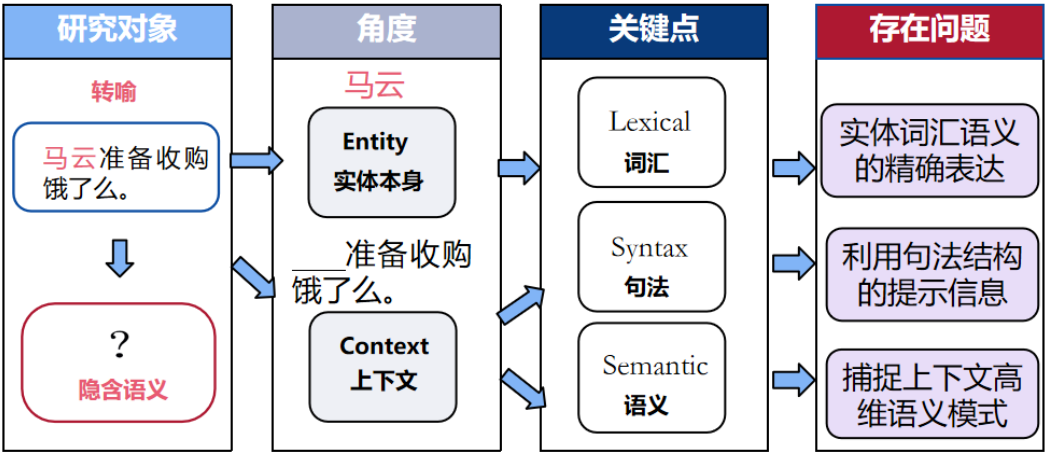 研究对象
转喻
马云准备收购
饿了么。
?
隐含语义
角度
马云
Entity
实体本身
___准备收购
饿了么。
Context
上下文
关键点
Lexical
词汇
Syntax
句法
Semantic
语义
存在问题
实体词汇语义
的精确表达
利用句法结构
的提示信息
捕捉上下文高
维语义模式